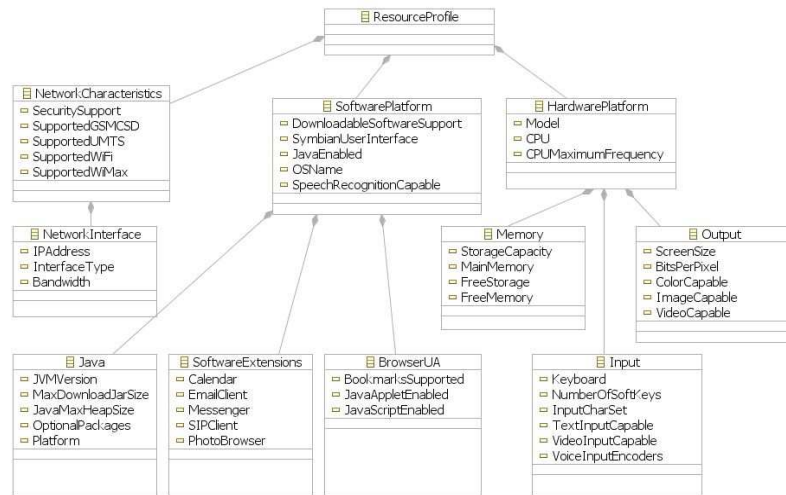 ResourceProfile
NetworkCharacteristics
SecuritySupport
SupportedGSMCSD
SupportedUMTS
SupportedWiFi
SupportedWiMax
SoftwarePlatform
DownloadableSoftwareSupport
SymbianUserInterface
JavaEnabled
OSName
SpeechRecognitionCapable
HardwarePlatform
Model
CPU
CPUMaximumFrequency
NetworkInterface
IPAddress
InterfaceType
Bandwidth
Memory
StorageCapacity
MainMemory
FreeStorage
FreeMemory
Output
ScreenSize
BitsPerPixel
ColorCapable
ImageCapable
VideoCapable
Java
JVMVersion
MaxDownloadJarSize
JavaMaxHeapSize
OptionalPackages
Platform
SoftwareExtensions
Calendar
EmailClient
Messenger
SIPClient
PhotoBrowser
BrowserUA
BookmarksSupported
JavaAppletEnabled
JavaScriptEnabled
Input
Keyboard
NumberOfSoftKeys
InputCharSet
TextInputCapable
VideoInputCapable
VoiceInputEncoders